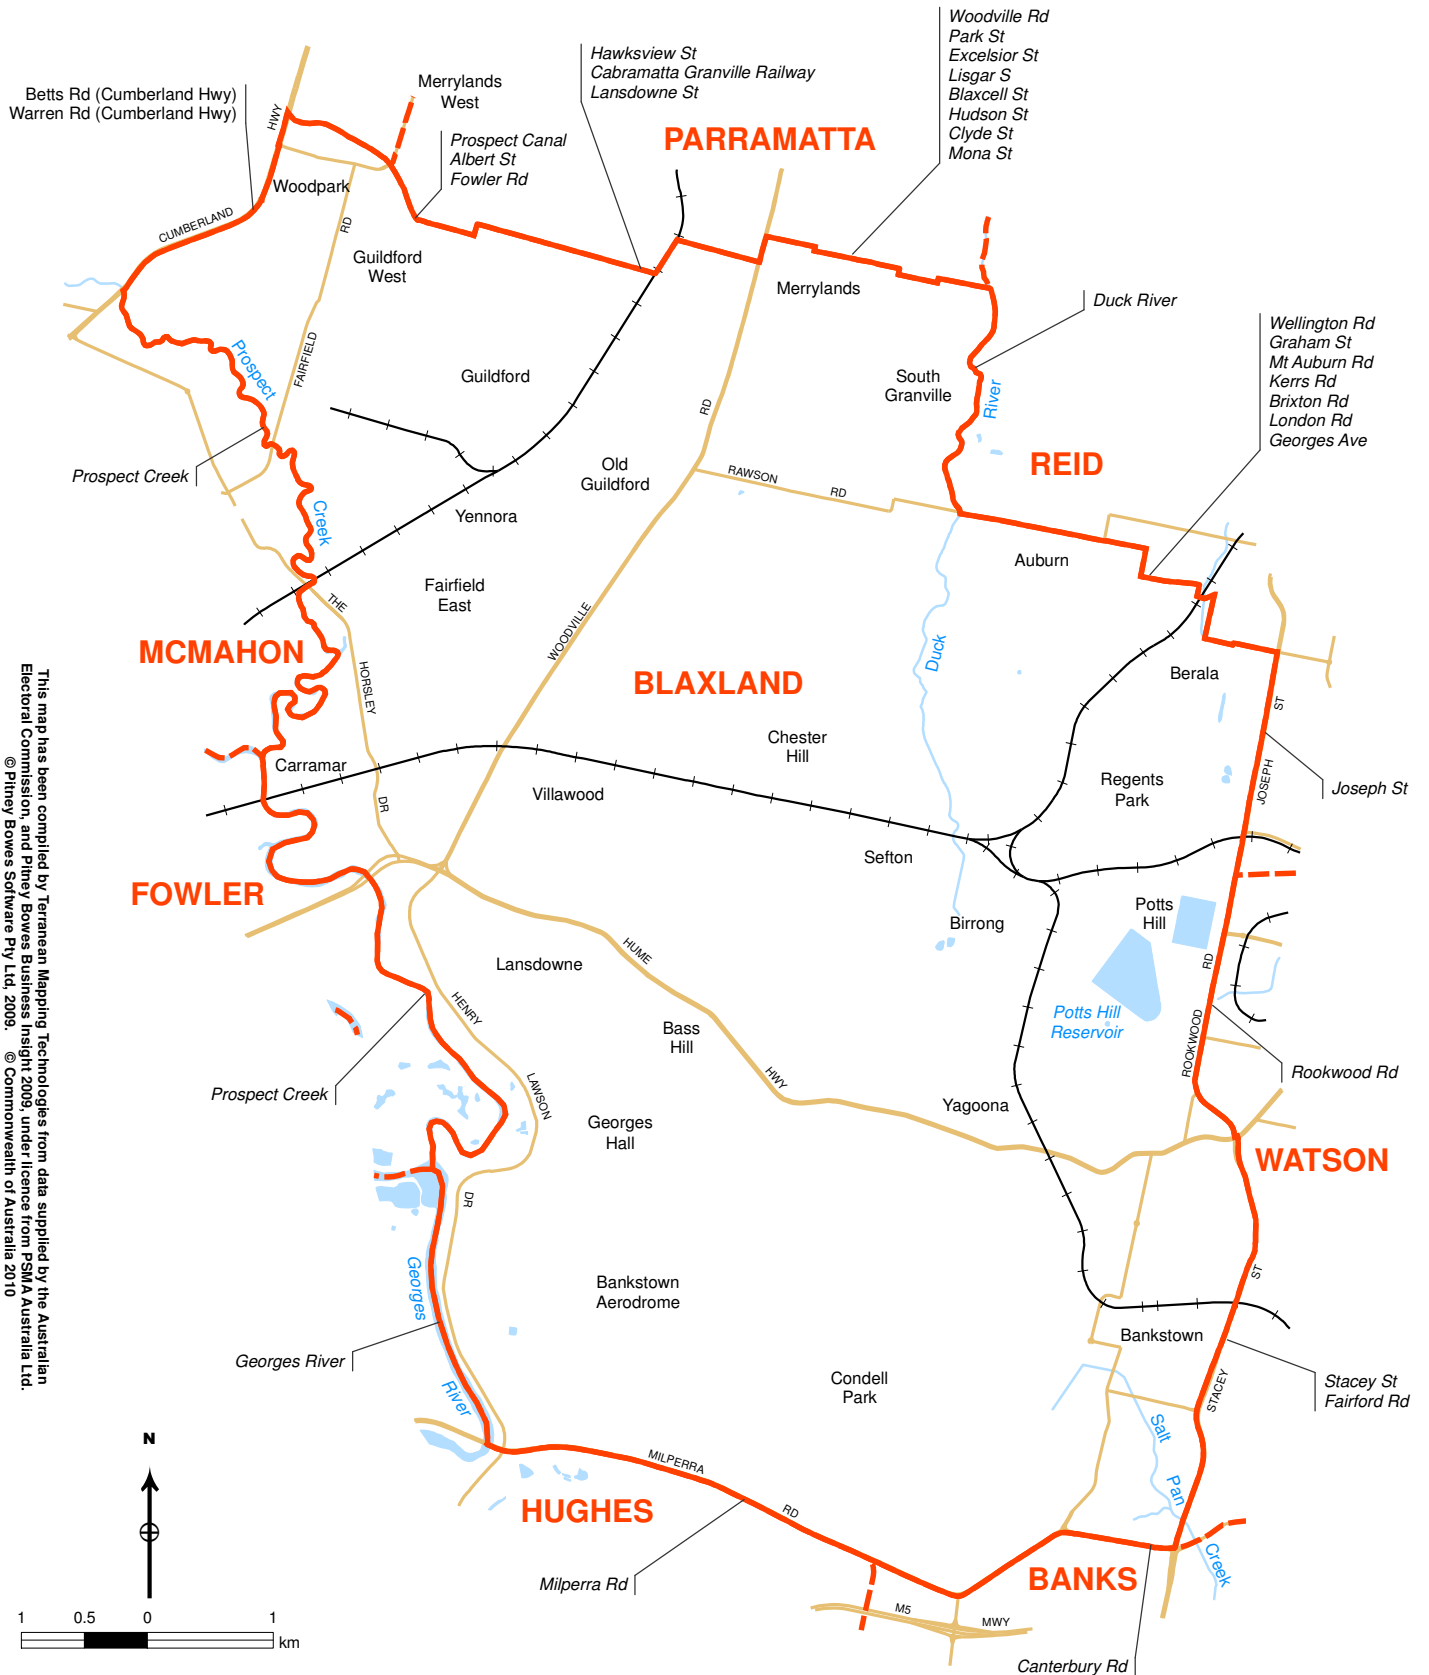 Woodville Rd
Park St
Excelsior St
Lisgar S
Blaxcell St
Hudson St
Clyde St
Mona St
Hawksview St
Cabramatta Granville Railway
Lansdowne St
Betts Rd (Cumberland Hwy)
Warren Rd (Cumberland Hwy)
Merrylands
West
HWY
PARRAMATTA
Prospect Canal
Albert St
Fowler Rd
Woodpark
CUMBERLAND
RD
Guildford
West
Merrylands
Duck River
Wellington Rd
Graham St
Mt Auburn Rd
Kerrs Rd
Brixton Rd
London Rd
Georges Ave
Prospect
FAIRFIELD
Guildford
South
Granville
River
RD
REID
Prospect Creek
Old
Guildford
RAWSON
RD
Creek
Yennora
Auburn
Fairfield
East
THE
WOODVILLE
Duck
MCMAHON
HORSLEY
BLAXLAND
Berala
ST
Chester
Hill
Carramar
Villawood
DR
Regents
Park
JOSEPH
Joseph St
Sefton
FOWLER
Potts
Hill
Birrong
HUME
Lansdowne
RD
HENRY
Bass
Hill
Potts Hill
Reservoir
ROOKWOOD
Rookwood Rd
Prospect Creek
LAWSON
HWY
Georges
Hall
Yagoona
WATSON
DR
Georges
Bankstown
Aerodrome
ST
Bankstown
Georges River
River
Condell
Park
STACEY
Stacey St
Fairford Rd
Salt
Pan
Creek
MILPERRA
RD
HUGHES
Milperra Rd
BANKS
M5
MWY
Canterbury Rd
N
1 0.5 0 1
km
This map has been compiled by Terranean Mapping Technologies from data supplied by the Australian
Electoral Commission, and Pitney Bowes Business Insight 2009, under licence from PSMA Australia Ltd.
© Pitney Bowes Software Pty Ltd, 2009. © Commonwealth of Australia 2010